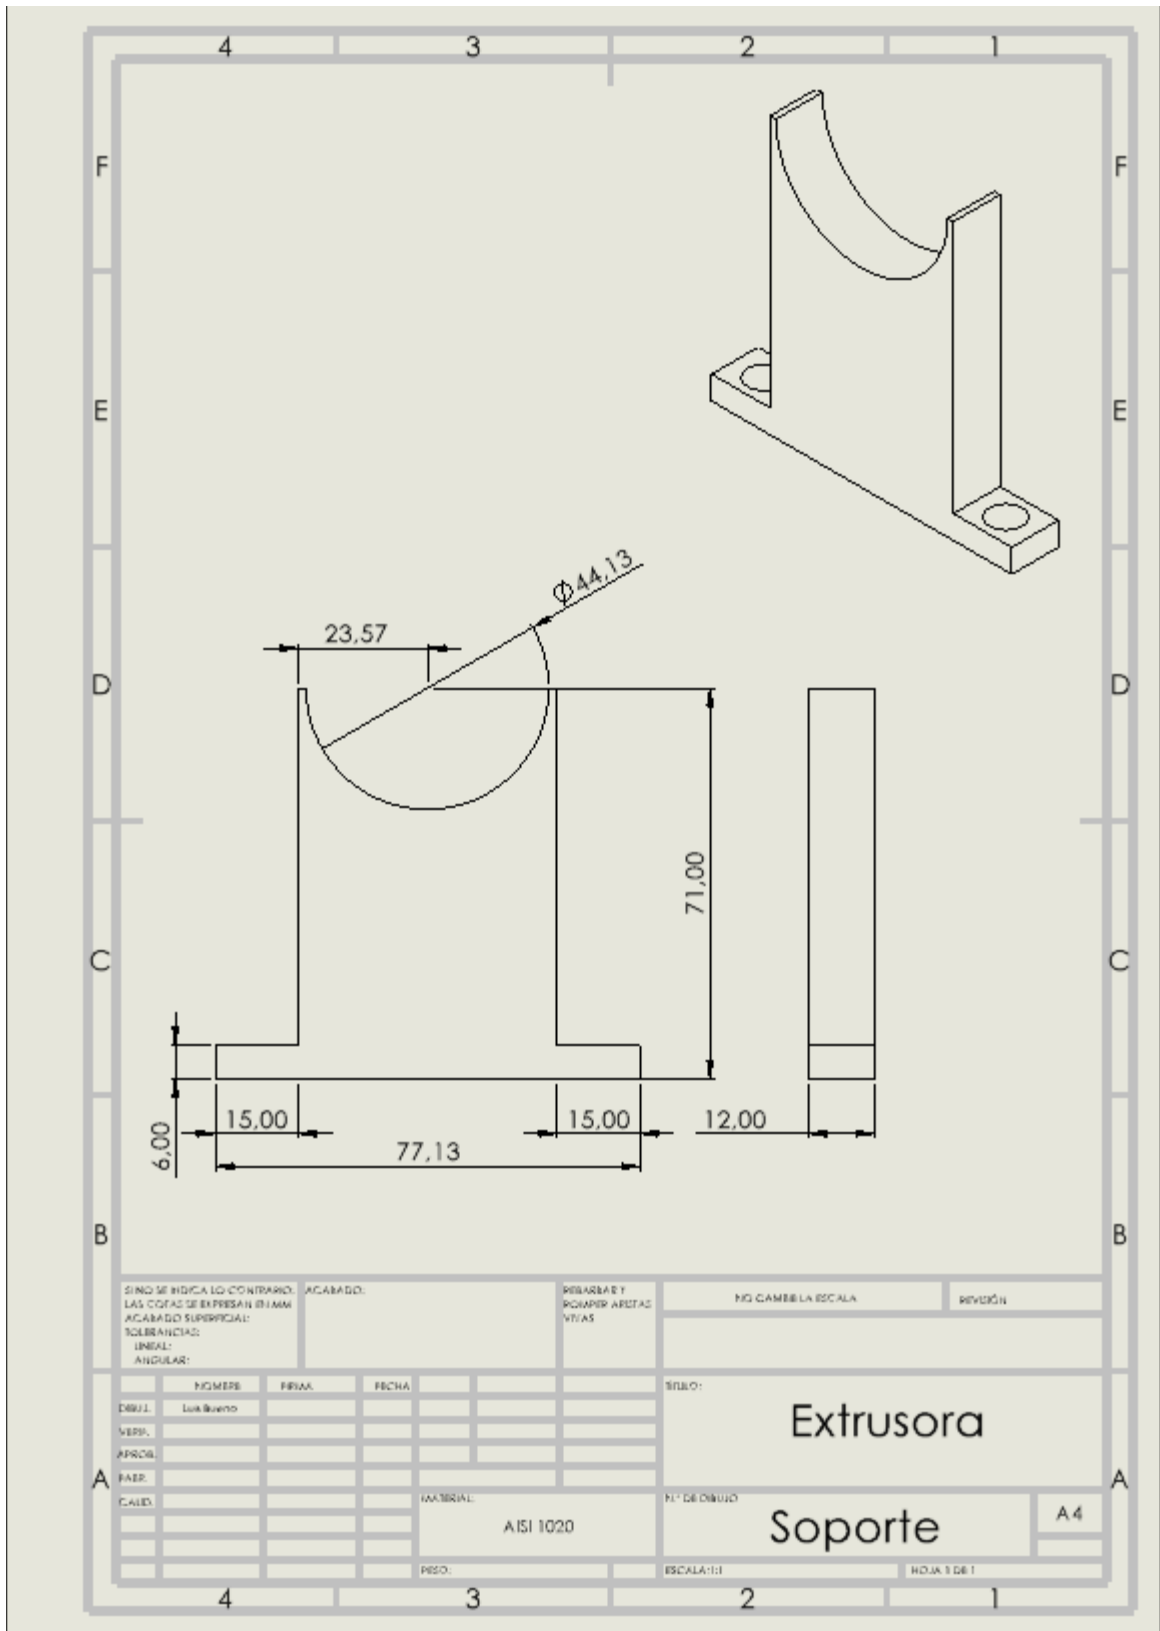 4 3 2 1
F F
E E
Φ44,13
23,57
D D
71,00
C C
6,00
15,00 15,00 12,00
77,13
B B
SI NO SE INDICA LO CONTRARIO:
LAS COTAS SE EXPRESAN EN MM
ACABADO SUPERFICIAL:
TOLERANCIAS:
LINEAL:
ANGULAR:
ACABADO:
REBARBAR Y
ROMPER ARISTAS
VIVAS
NO CAMBIE LA ESCALA
REVISIÓN
NOMBRE FIRMA FECHA
DIBUJ. Luis Bueno
VERIF.
APROB.
FABR.
CALID.
TÍTULO:
Extrusora
A A
MATERIAL:
AISI 1020
N.º DE DIBUJO
Soporte
A4
PESO:
ESCALA:1:1
HOJA 1 DE 1
4 3 2 1